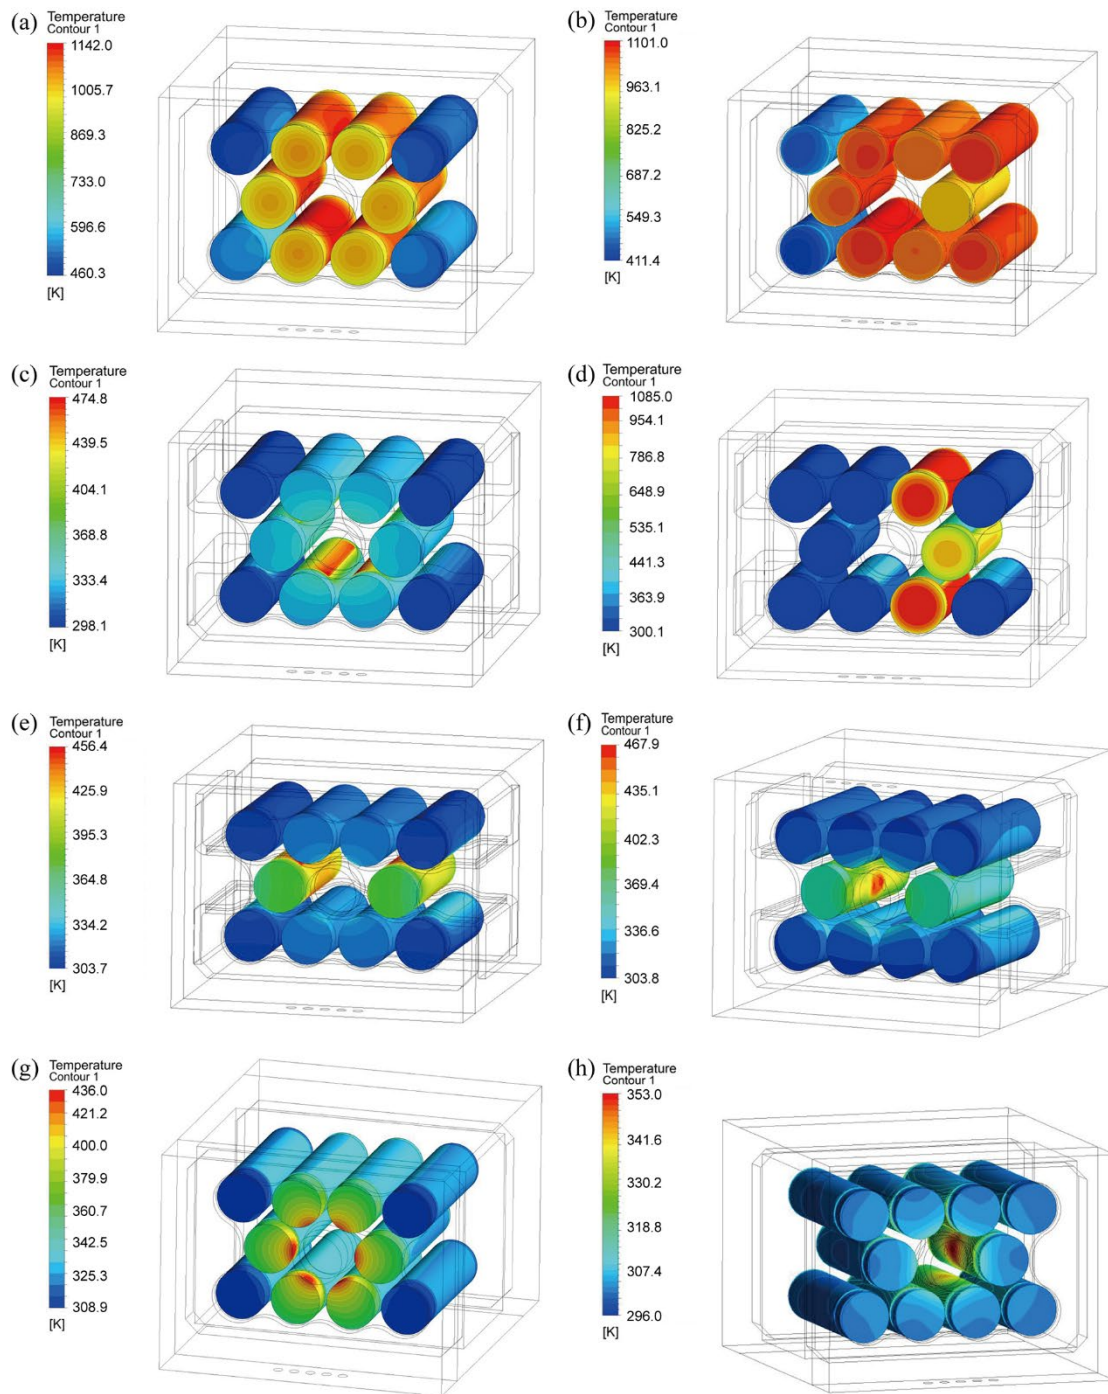 (a) Temperature
Contour 1
1142.0
1005.7
869.3
733.0
596.6
460.3
[K]
(b) Temperature
Contour 1
1101.0
963.1
825.2
687.2
549.3
411.4
[K]
(c) Temperature
Contour 1
474.8
439.5
404.1
368.8
333.4
298.1
[K]
(d) Temperature
Contour 1
1085.0
954.1
786.8
648.9
535.1
441.3
363.9
300.1
[K]
(e) Temperature
Contour 1
456.4
425.9
395.3
364.8
334.2
303.7
[K]
(f) Temperature
Contour 1
467.9
435.1
402.3
369.4
336.6
303.8
[K]
(g) Temperature
Contour 1
436.0
421.2
400.0
379.9
360.7
342.5
325.3
308.9
[K]
(h) Temperature
Contour 1
353.0
341.6
330.2
318.8
307.4
296.0
[K]